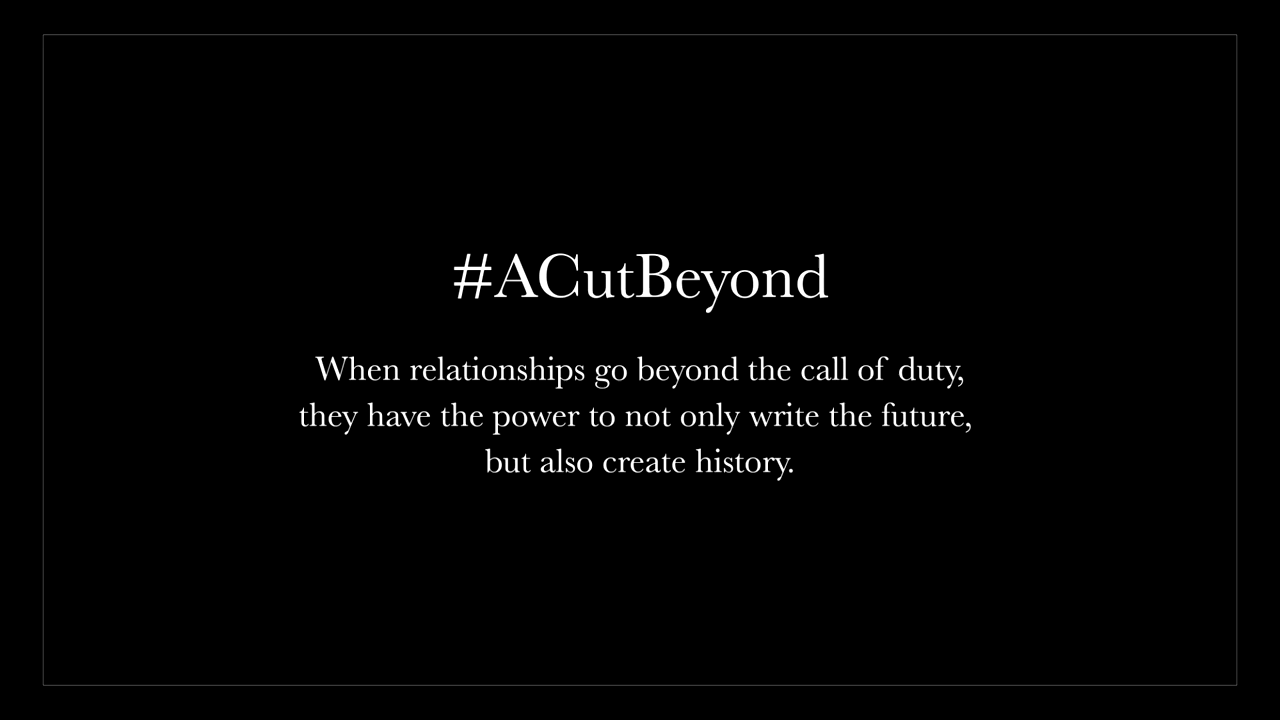 #ACutBeyond
When relationships go beyond the call of duty,
they have the power to not only write the future,
but also create history.